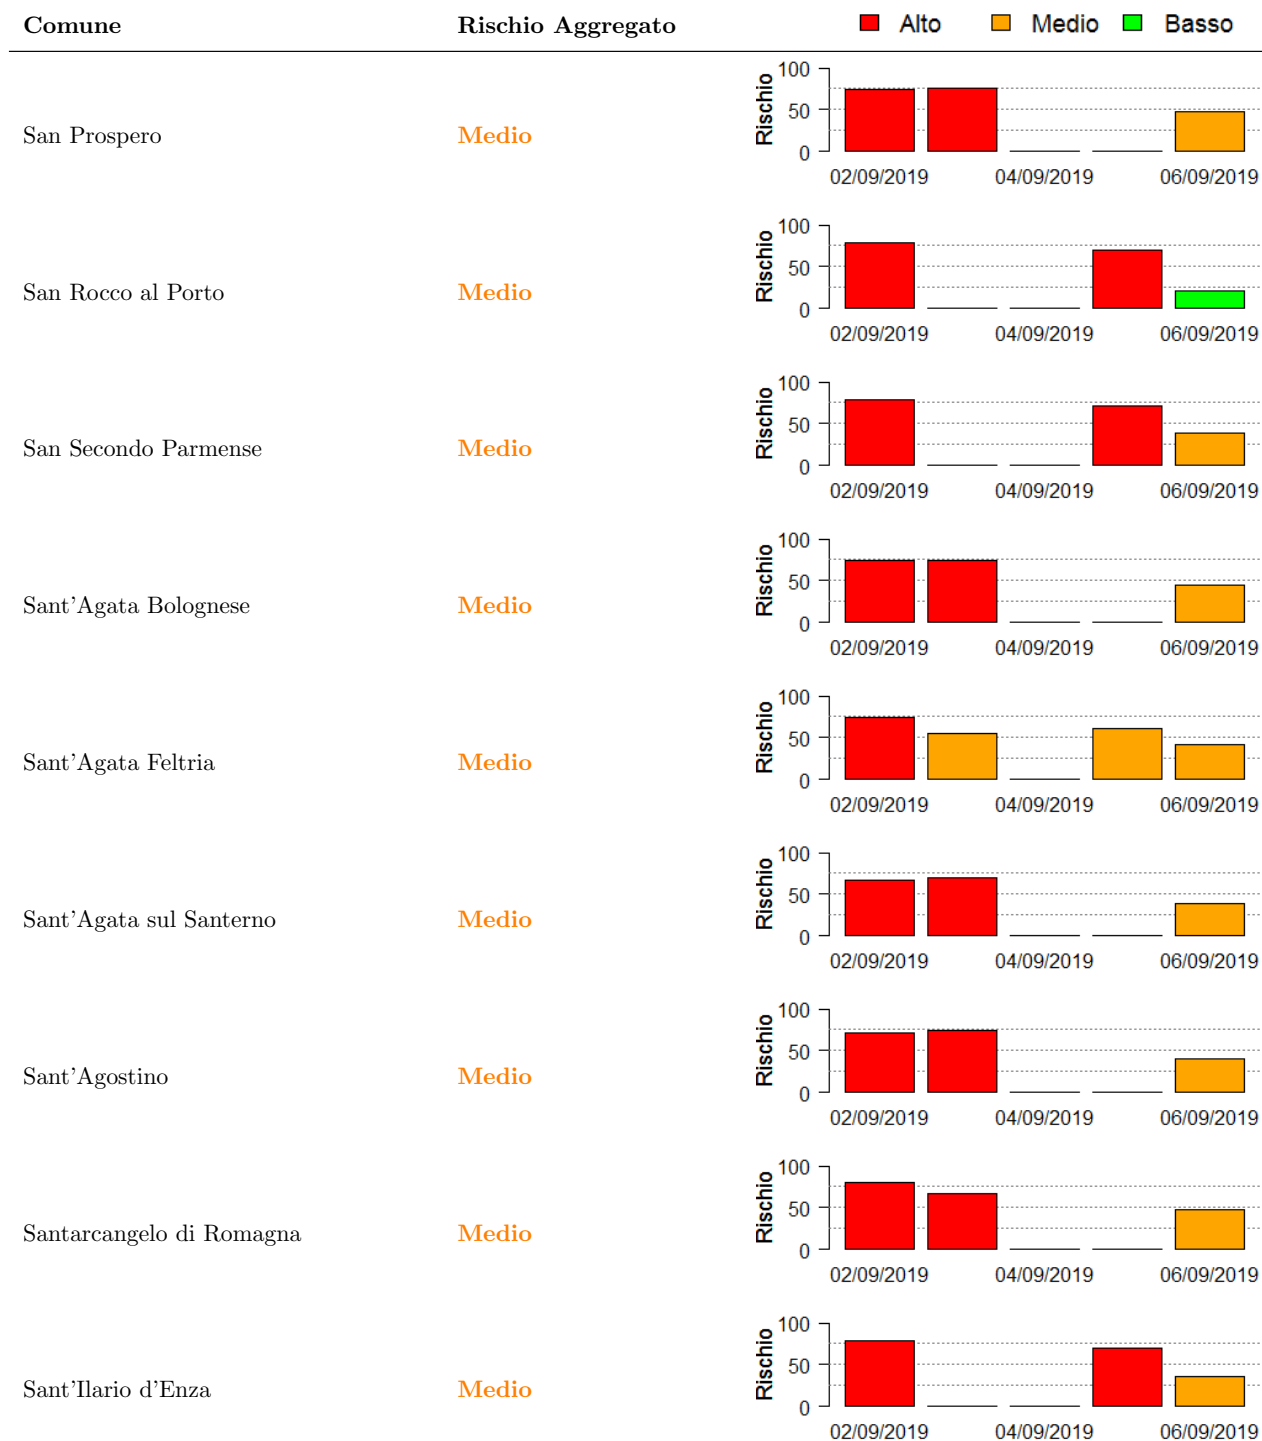 Comune Rischio Aggregato Alto Medio Basso
San Prospero Medio Rischio 100 50 0
02/09/2019 04/09/2019 06/09/2019
San Rocco al Porto Medio Rischio 100 50 0
02/09/2019 04/09/2019 06/09/2019
San Secondo Parmense Medio Rischio 100 50 0
02/09/2019 04/09/2019 06/09/2019
Sant'Agata Bolognese Medio Rischio 100 50 0
02/09/2019 04/09/2019 06/09/2019
Sant'Agata Feltria Medio Rischio 100 50 0
02/09/2019 04/09/2019 06/09/2019
Sant'Agata sul Santerno Medio Rischio 100 50 0
02/09/2019 04/09/2019 06/09/2019
Sant'Agostino Medio Rischio 100 50 0
02/09/2019 04/09/2019 06/09/2019
Santarcangelo di Romagna Medio Rischio 100 50 0
02/09/2019 04/09/2019 06/09/2019
Sant'Ilario d'Enza Medio Rischio 100 50 0
02/09/2019 04/09/2019 06/09/2019